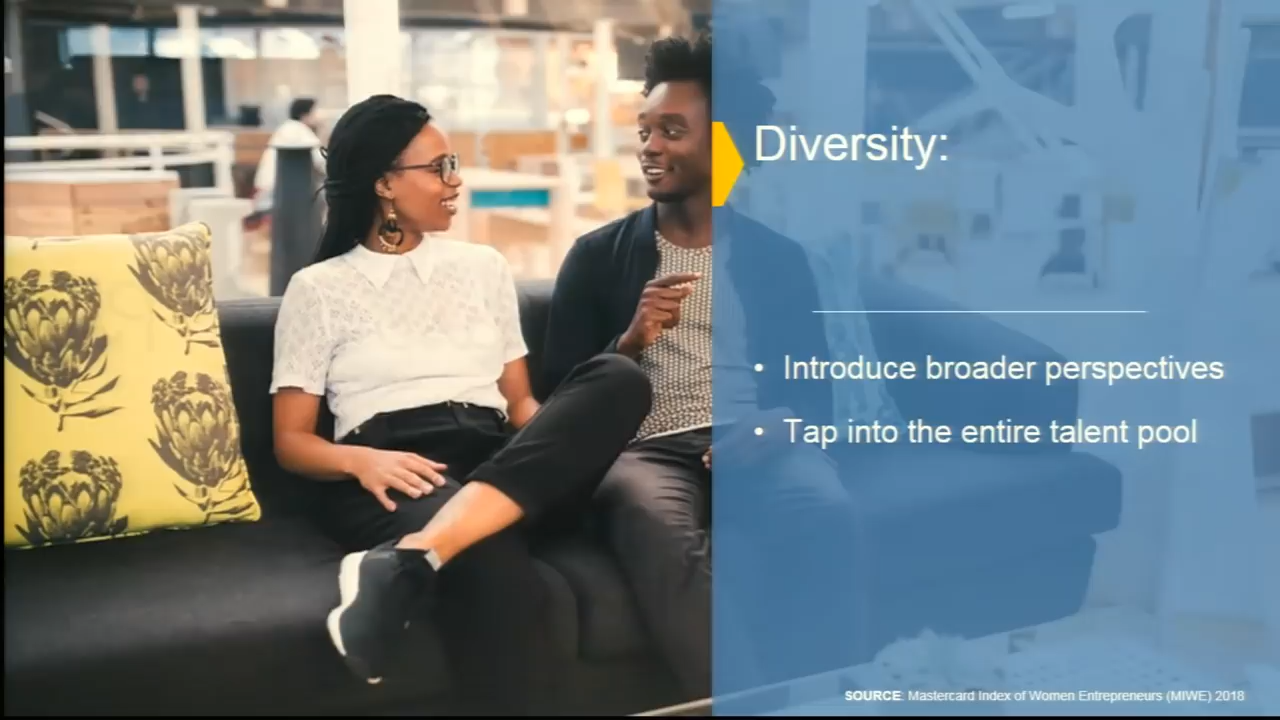 Diversity:
• Introduce broader perspectives
• Tap into the entire talent pool
SOURCE: Mastercard Index of Women Entrepreneurs (MIWE) 2018